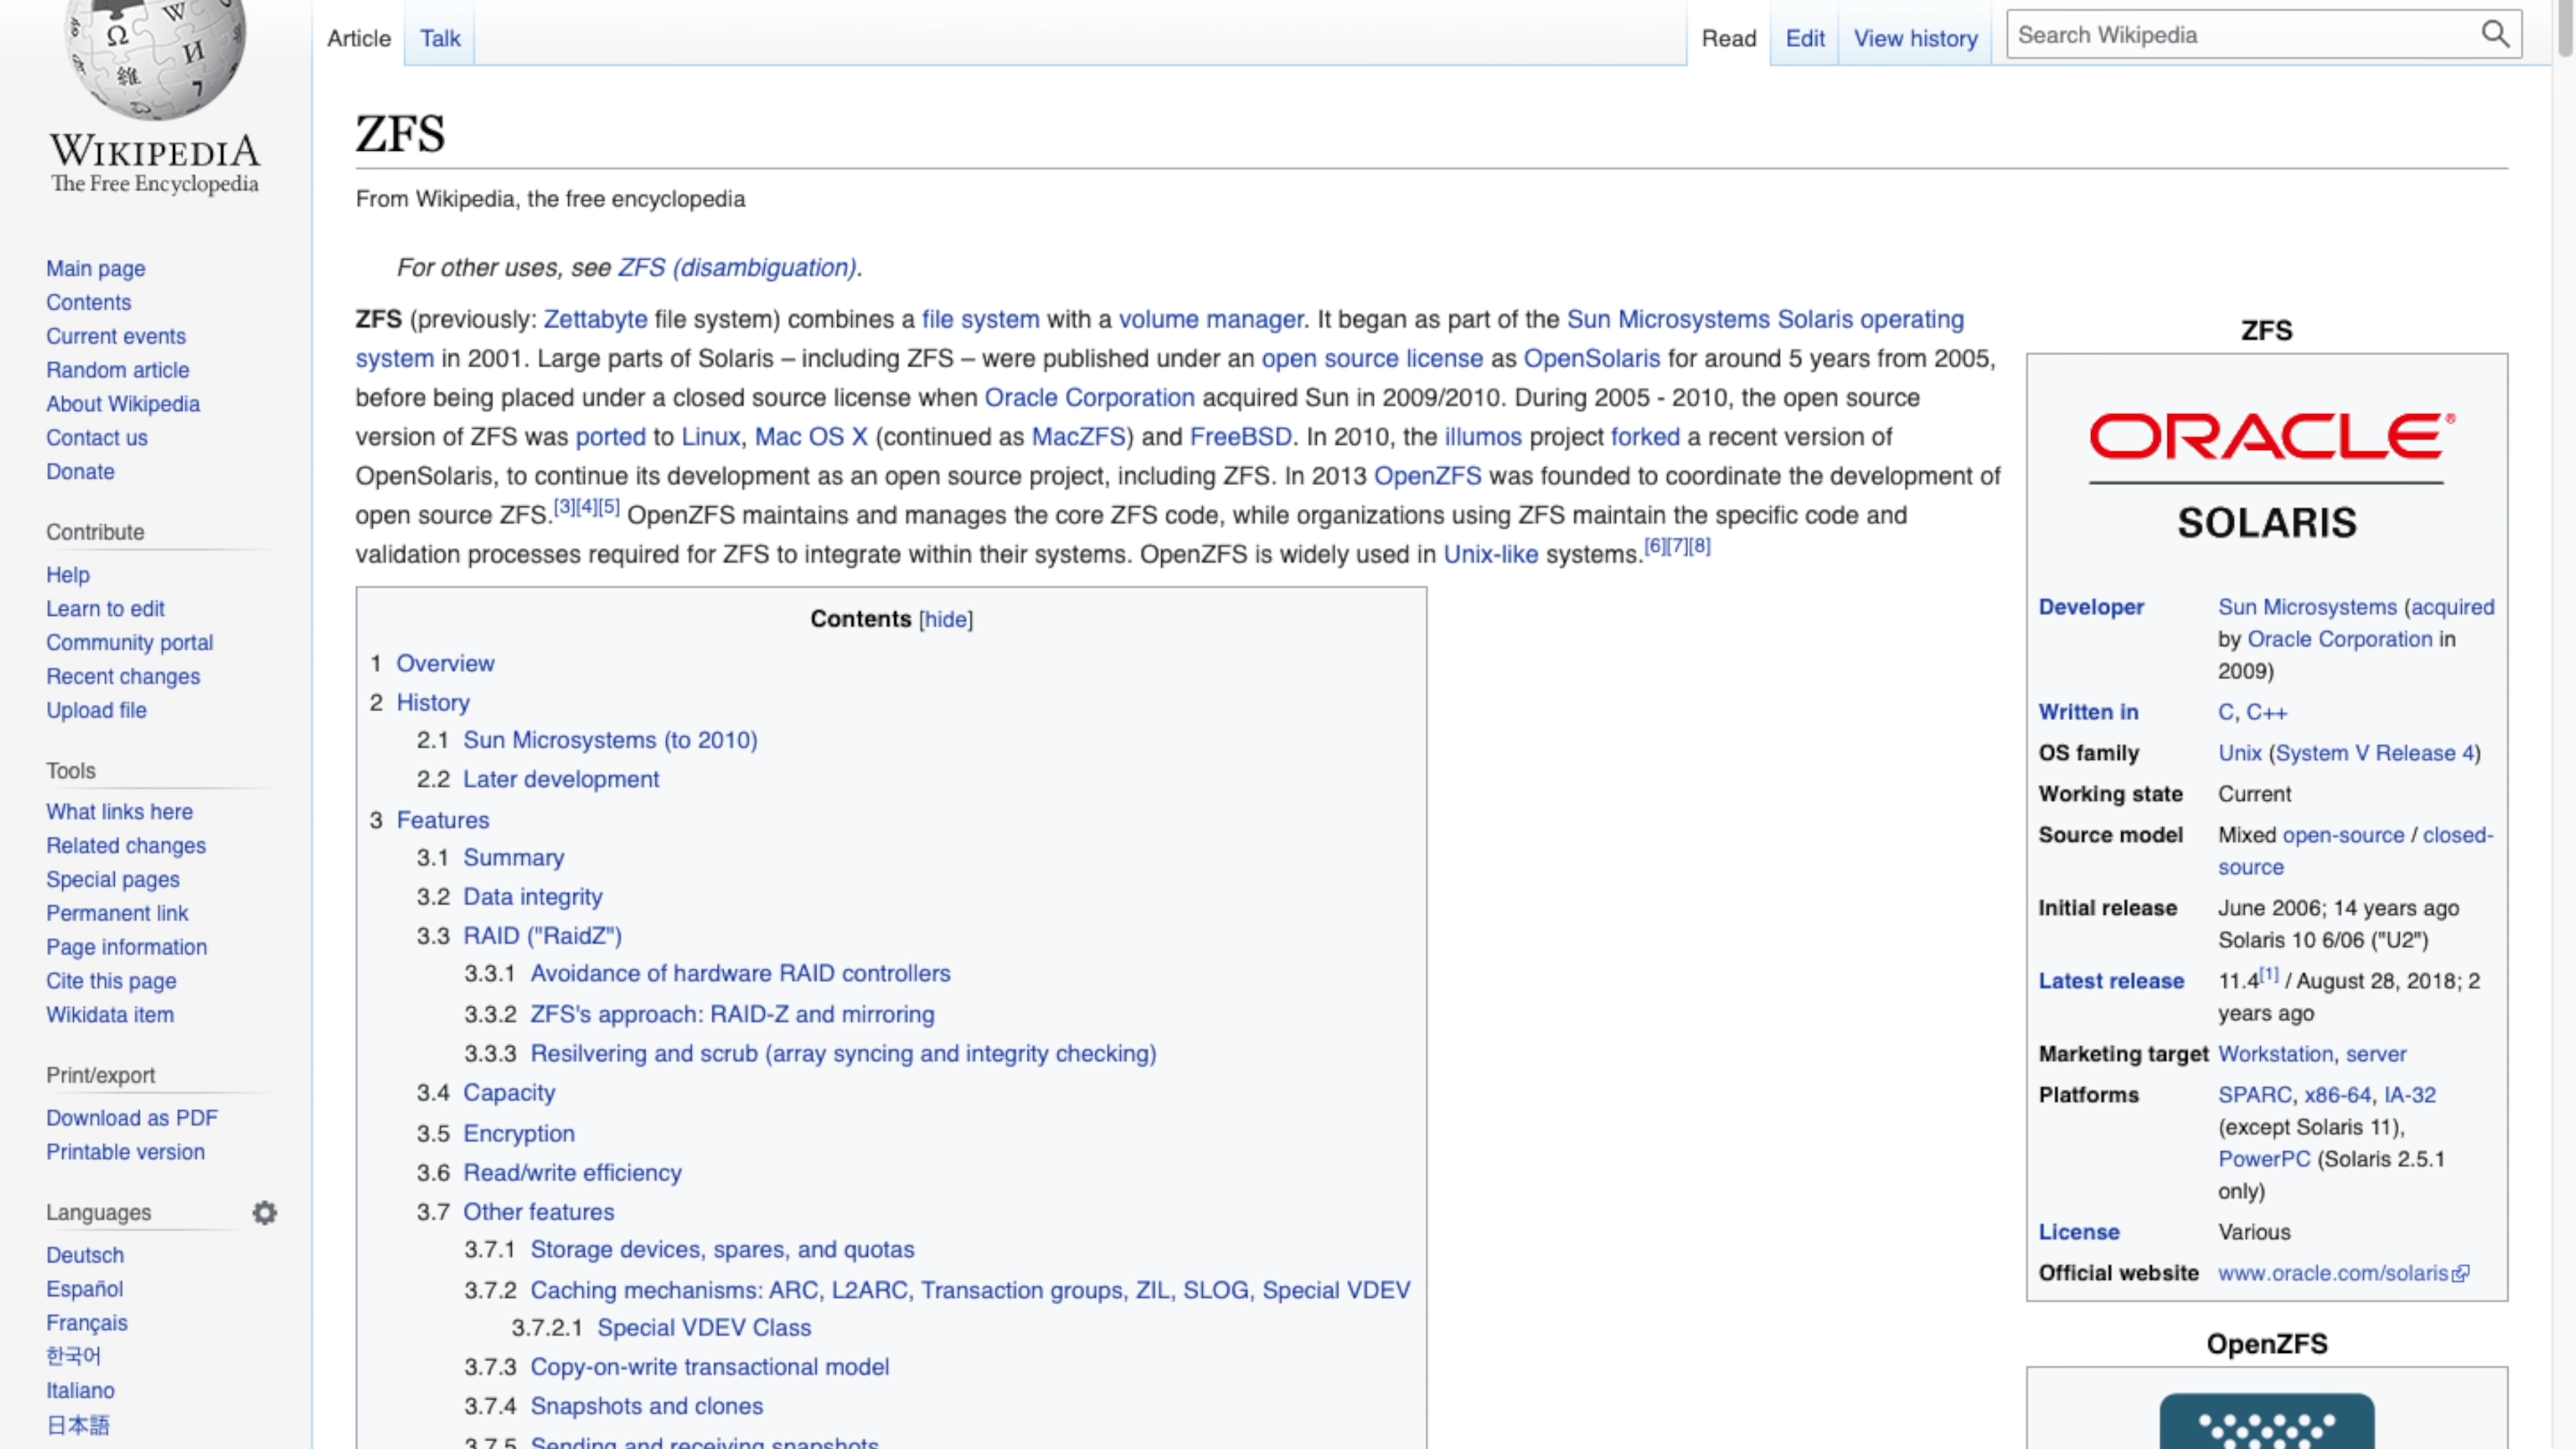 Ω W И 維 7
WIKIPEDIA
The Free Encyclopedia
Main page
Contents
Current events
Random article
About Wikipedia
Contact us
Donate
Contribute
Help
Learn to edit
Community portal
Recent changes
Upload file
Tools
What links here
Related changes
Special pages
Permanent link
Page information
Cite this page
Wikidata item
Print/export
Download as PDF
Printable version
Languages
Deutsch
Español
Français
한국어
Italiano
日本語
Article Talk
Read Edit View history
Search Wikipedia
ZFS
From Wikipedia, the free encyclopedia
For other uses, see ZFS (disambiguation).
ZFS (previously: Zettabyte file system) combines a file system with a volume manager. It began as part of the Sun Microsystems Solaris operating
system in 2001. Large parts of Solaris – including ZFS – were published under an open source license as OpenSolaris for around 5 years from 2005,
before being placed under a closed source license when Oracle Corporation acquired Sun in 2009/2010. During 2005 - 2010, the open source
version of ZFS was ported to Linux, Mac OS X (continued as MacZFS) and FreeBSD. In 2010, the illumos project forked a recent version of
OpenSolaris, to continue its development as an open source project, including ZFS. In 2013 OpenZFS was founded to coordinate the development of
open source ZFS.[3][4][5] OpenZFS maintains and manages the core ZFS code, while organizations using ZFS maintain the specific code and
validation processes required for ZFS to integrate within their systems. OpenZFS is widely used in Unix-like systems.[6][7][8]
Contents [hide]
1 Overview
2 History
2.1 Sun Microsystems (to 2010)
2.2 Later development
3 Features
3.1 Summary
3.2 Data integrity
3.3 RAID ("RaidZ")
3.3.1 Avoidance of hardware RAID controllers
3.3.2 ZFS's approach: RAID-Z and mirroring
3.3.3 Resilvering and scrub (array syncing and integrity checking)
3.4 Capacity
3.5 Encryption
3.6 Read/write efficiency
3.7 Other features
3.7.1 Storage devices, spares, and quotas
3.7.2 Caching mechanisms: ARC, L2ARC, Transaction groups, ZIL, SLOG, Special VDEV
3.7.2.1 Special VDEV Class
3.7.3 Copy-on-write transactional model
3.7.4 Snapshots and clones
3.7.5 Sending and receiving snapshots
ZFS
ORACLE®
SOLARIS
Developer Sun Microsystems (acquired
by Oracle Corporation in
2009)
Written in C, C++
OS family Unix (System V Release 4)
Working state Current
Source model Mixed open-source / closed-
source
Initial release June 2006; 14 years ago
Solaris 10 6/06 ("U2")
Latest release 11.4[1] / August 28, 2018; 2
years ago
Marketing target Workstation, server
Platforms SPARC, x86-64, IA-32
(except Solaris 11),
PowerPC (Solaris 2.5.1
only)
License Various
Official website www.oracle.com/solaris
OpenZFS